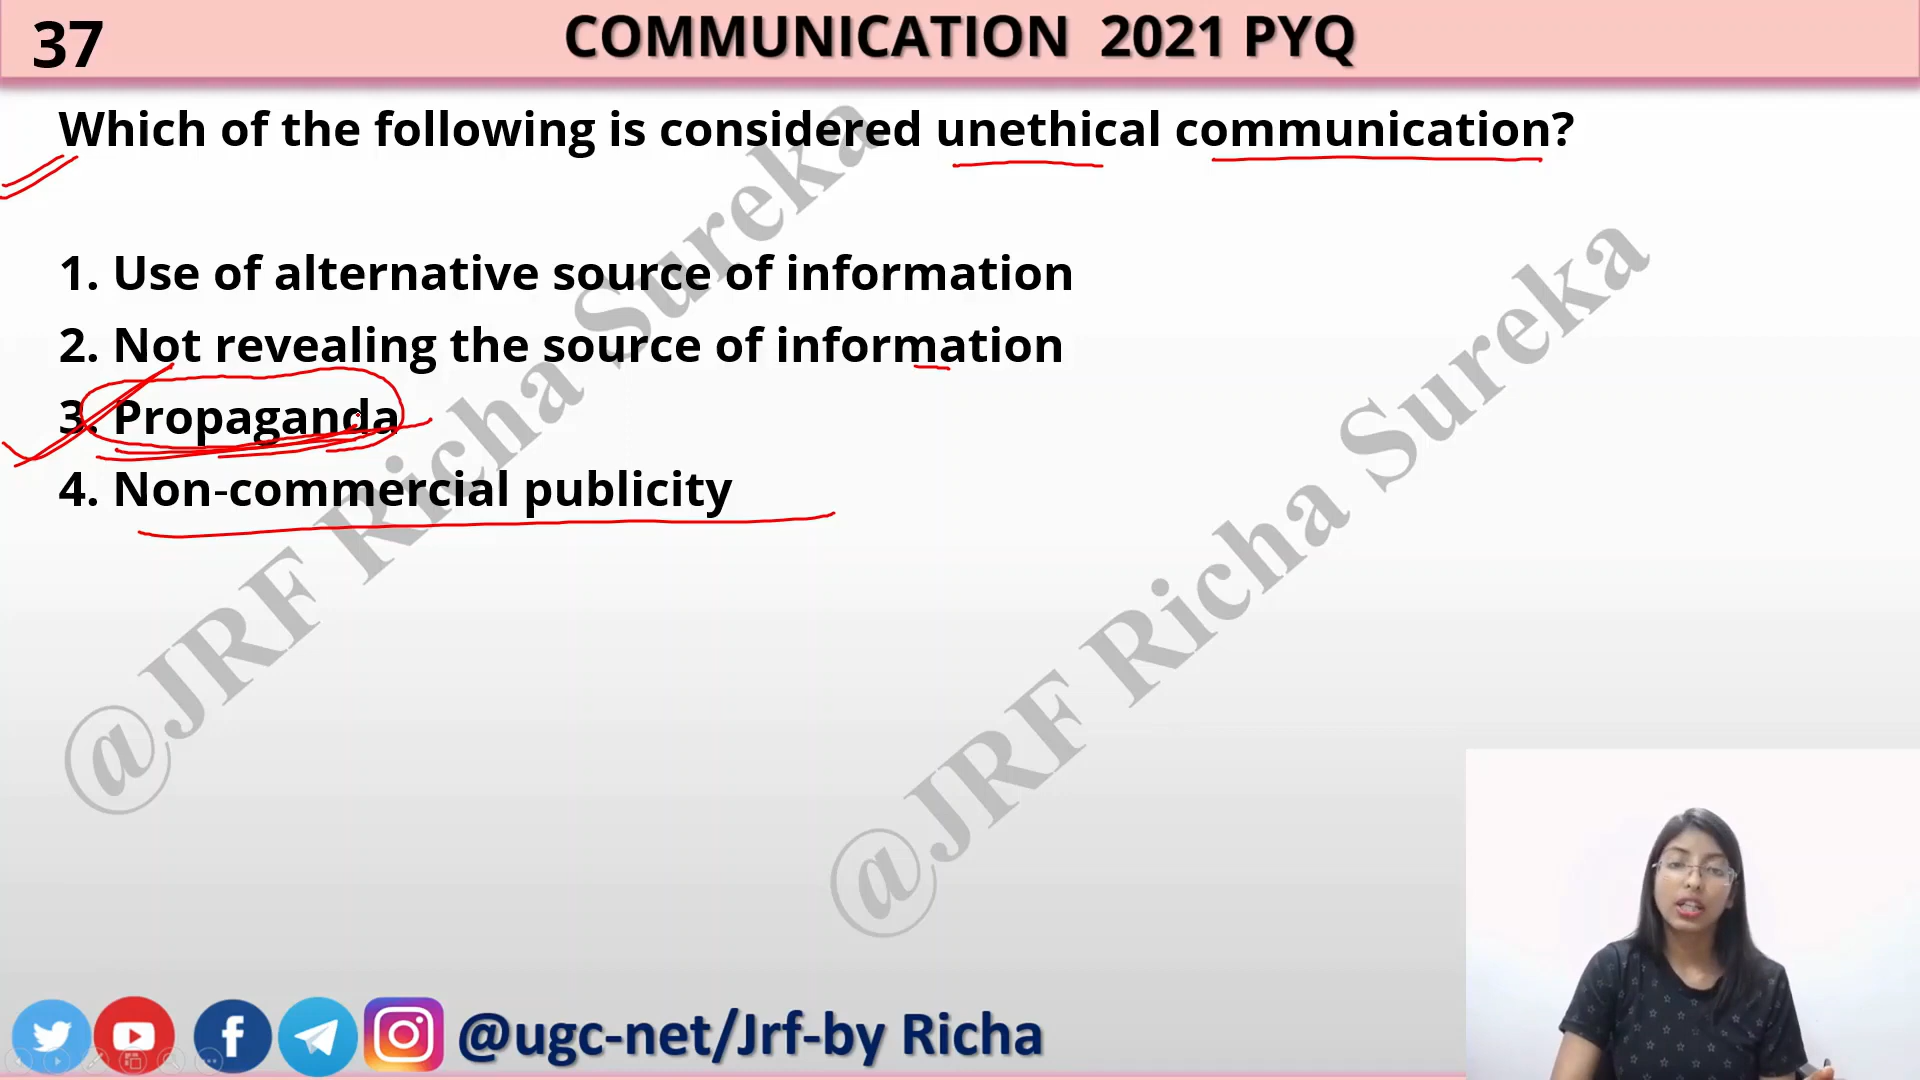 37
COMMUNICATION 2021 PYQ
Which of the following is considered unethical communication?
1. Use of alternative source of information
2. Not revealing the source of information
3. Propaganda
4. Non-commercial publicity
@JRF Richa Sureka
@JRF Richa Sureka
@ugc-net/Jrf-by Richa